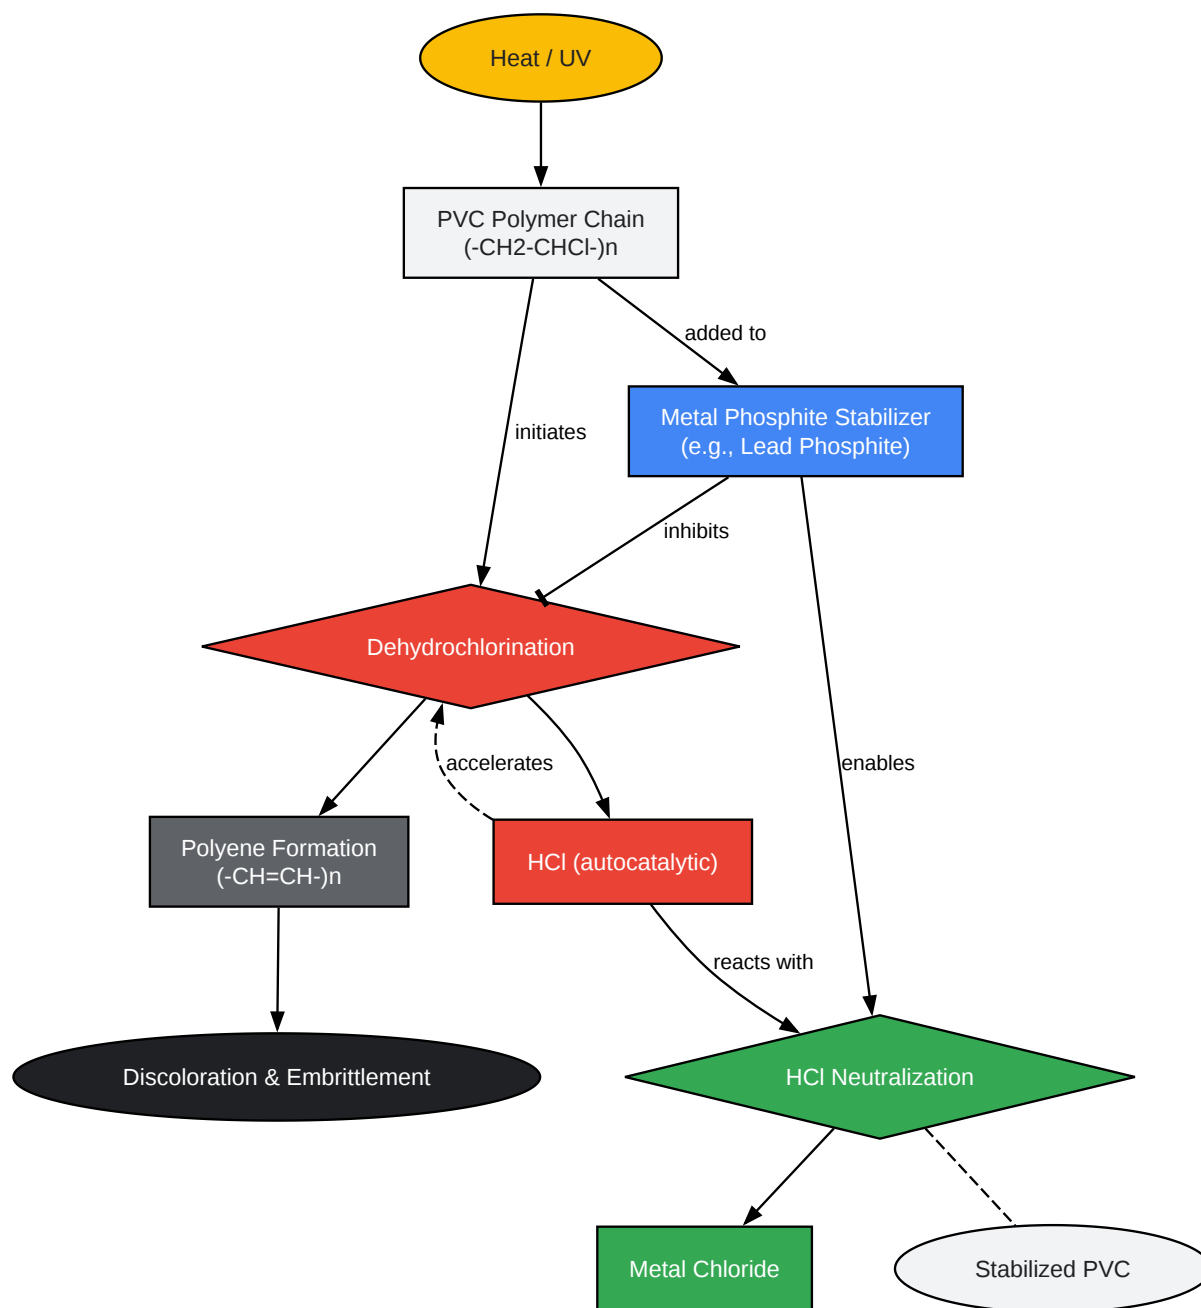 Heat / UV
PVC Polymer Chain
(-CH2-CHCl-)n
added to
Metal Phosphite Stabilizer
(e.g., Lead Phosphite)
initiates
inhibits
Dehydrochlorination
accelerates
enables
Polyene Formation
(-CH=CH-)n
HCl (autocatalytic)
reacts with
Discoloration & Embrittlement
HCl Neutralization
Metal Chloride
Stabilized PVC